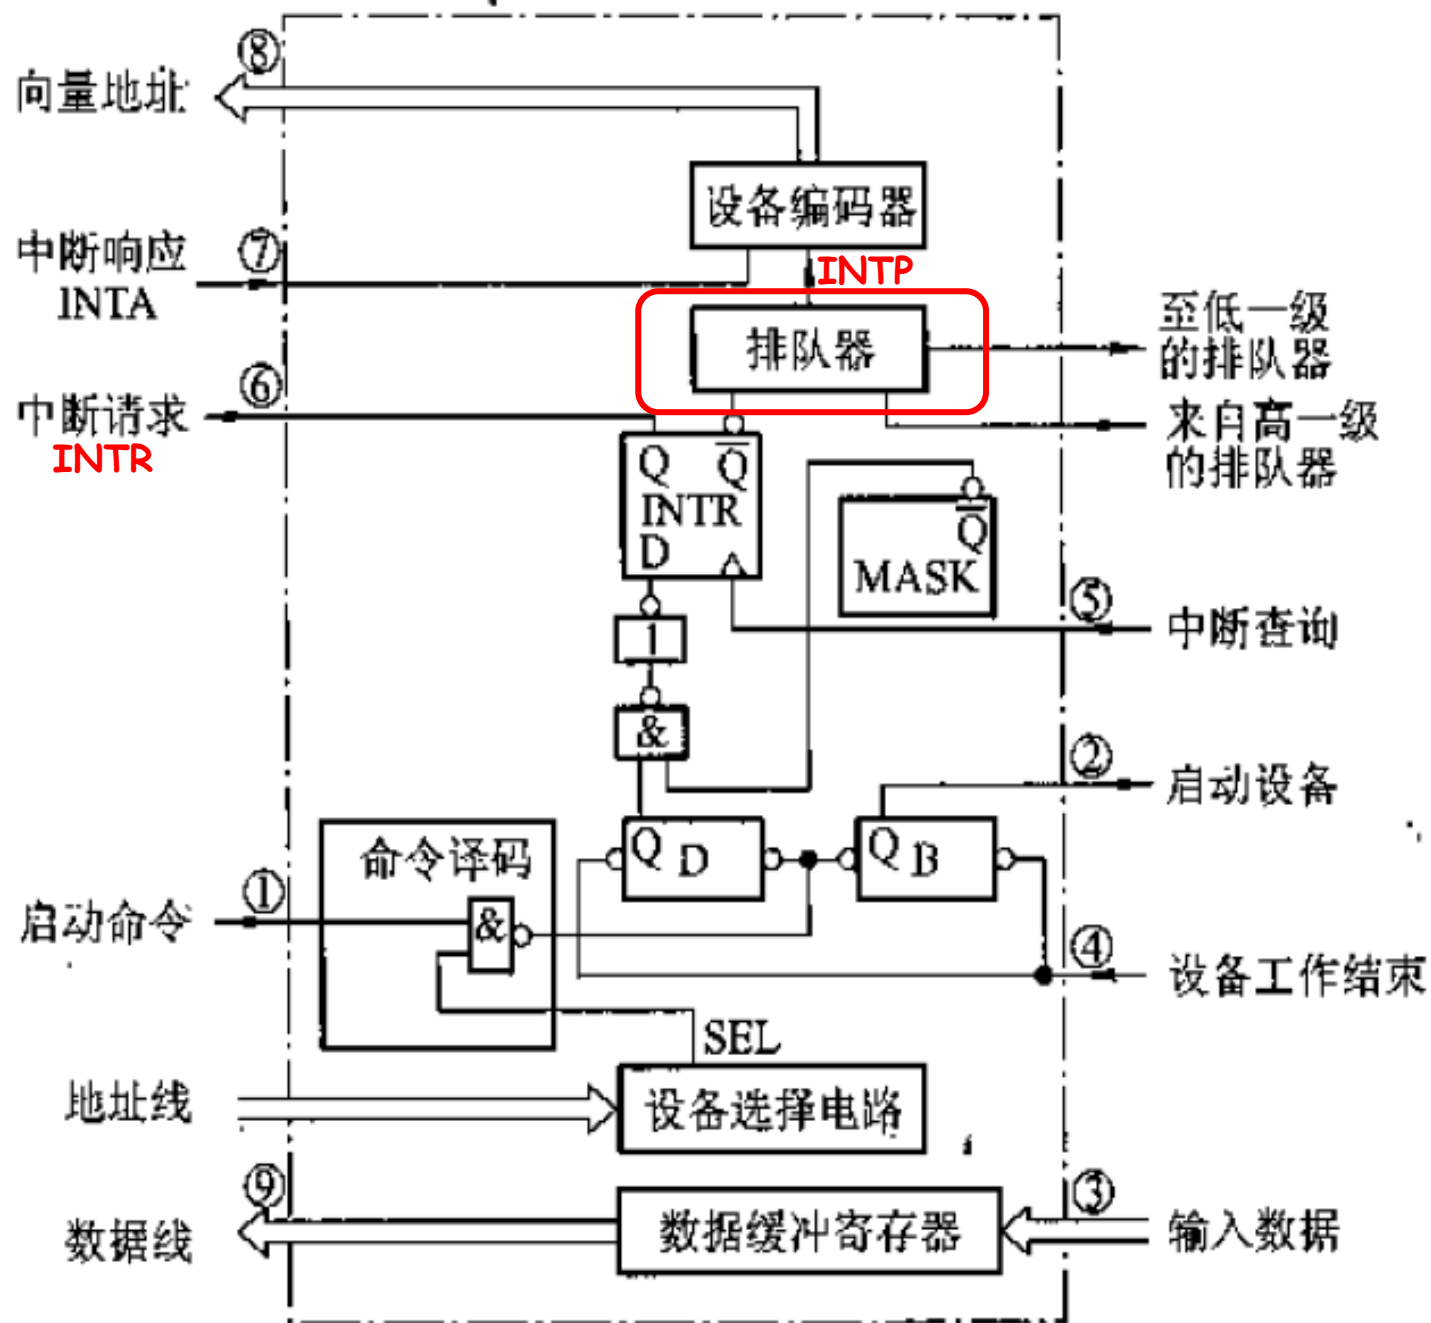 ⑧
向量地址
设备编码器
中断响应
INTA
⑦
INTP
排队器
至低一级
的排队器
⑥
中断请求
INTR
来自高一级
的排队器
Q Q̅
INTR
D
Q̅
MASK
⑤
中断查询
1
&
②
启动设备
命令译码
Q D
Q B
①
启动命令
&
④
设备工作结束
SEL
地址线
设备选择电路
⑨
数据线
数据缓冲寄存器
③
输入数据